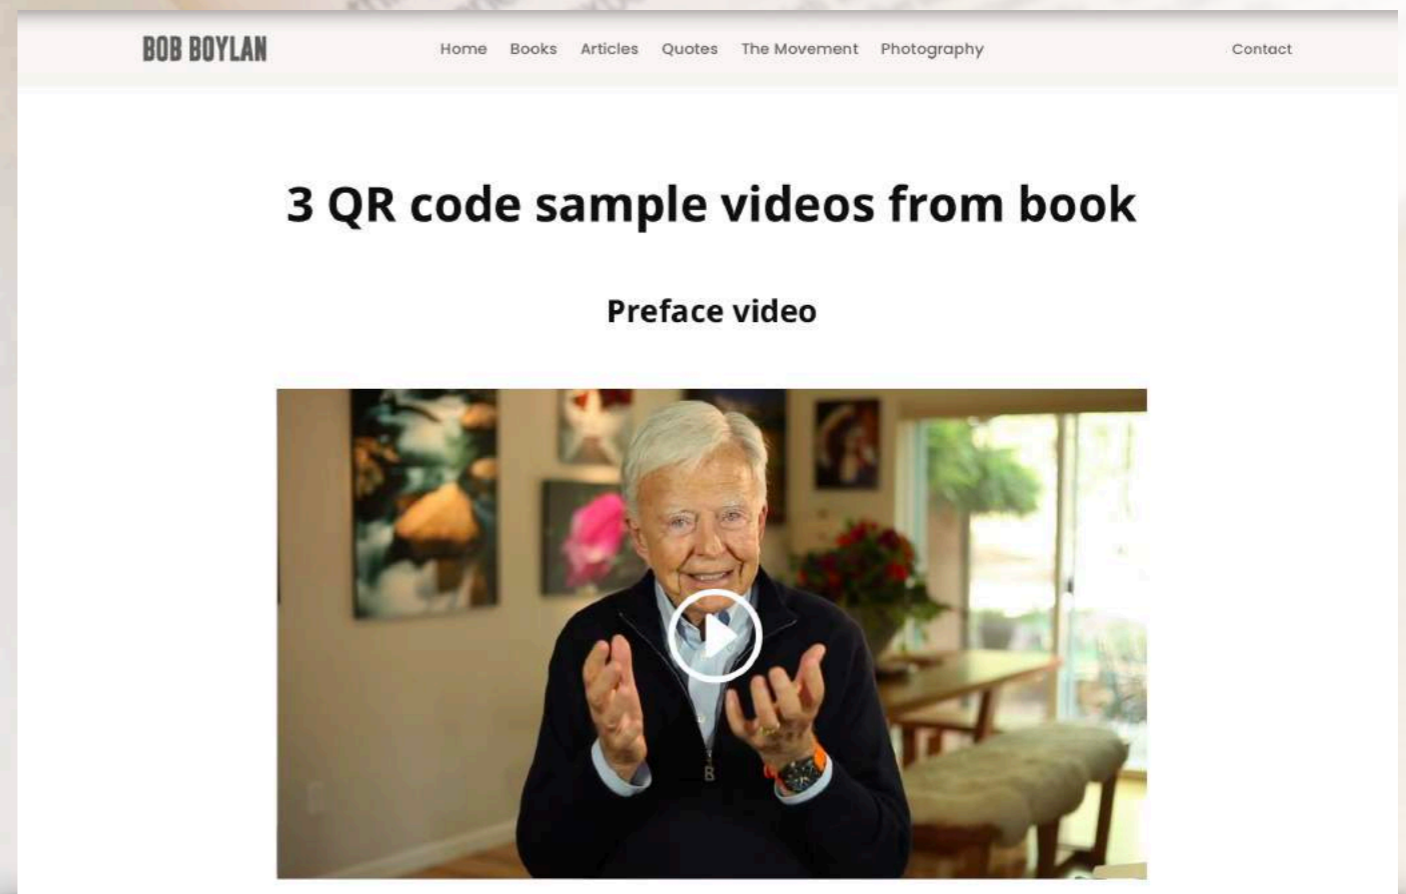 BOB BOYLAN
Home Books Articles Quotes The Movement Photography Contact
3 QR code sample videos from book
Preface video
B